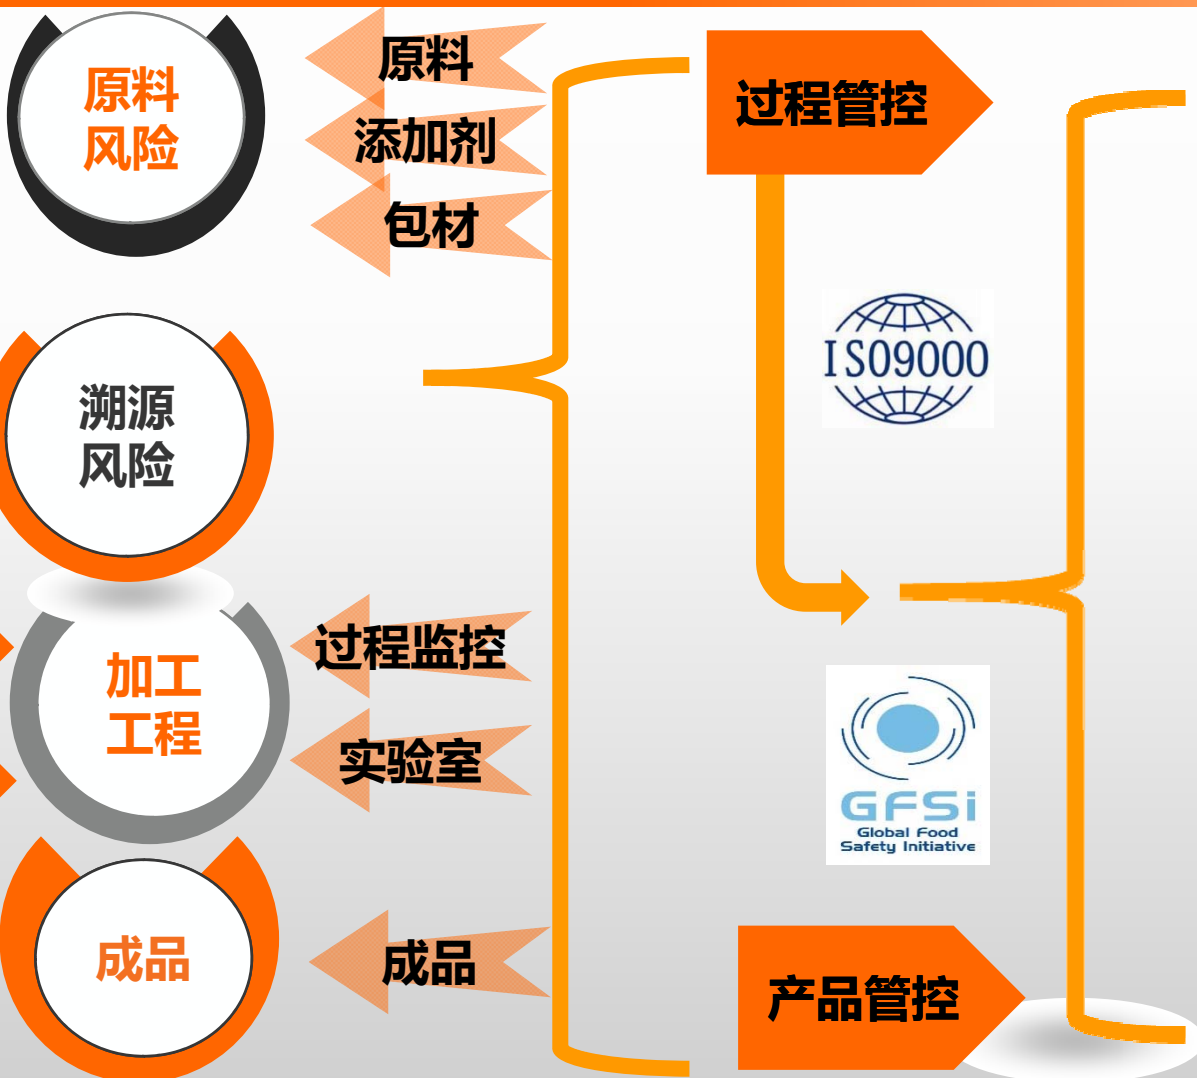 原料
风险
原料
添加剂
包材
过程管控
ISO9000
溯源
风险
加工
工程
过程监控
实验室
GFSi
Global Food
Safety Initiative
成品
成品
产品管控